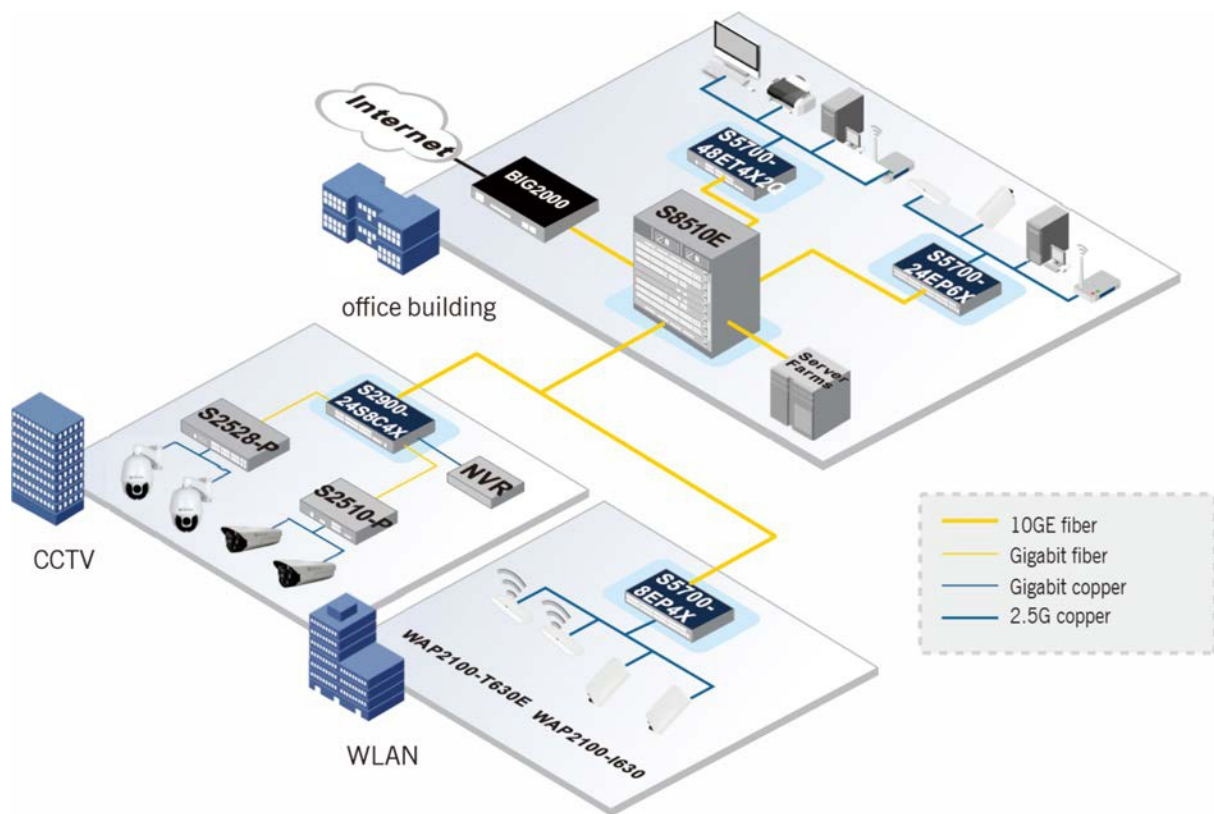 Internet
BIG2000
S5700-
48ET4X2Q
S8510E
S5700-
24EP6X
office building
Server
Farms
S2900-
24S8C4X
S2528-P
NVR
S2510-P
CCTV
10GE fiber
Gigabit fiber
Gigabit copper
2.5G copper
S5700-
8EP4X
WAP2100-T630E
WAP2100-I630
WLAN